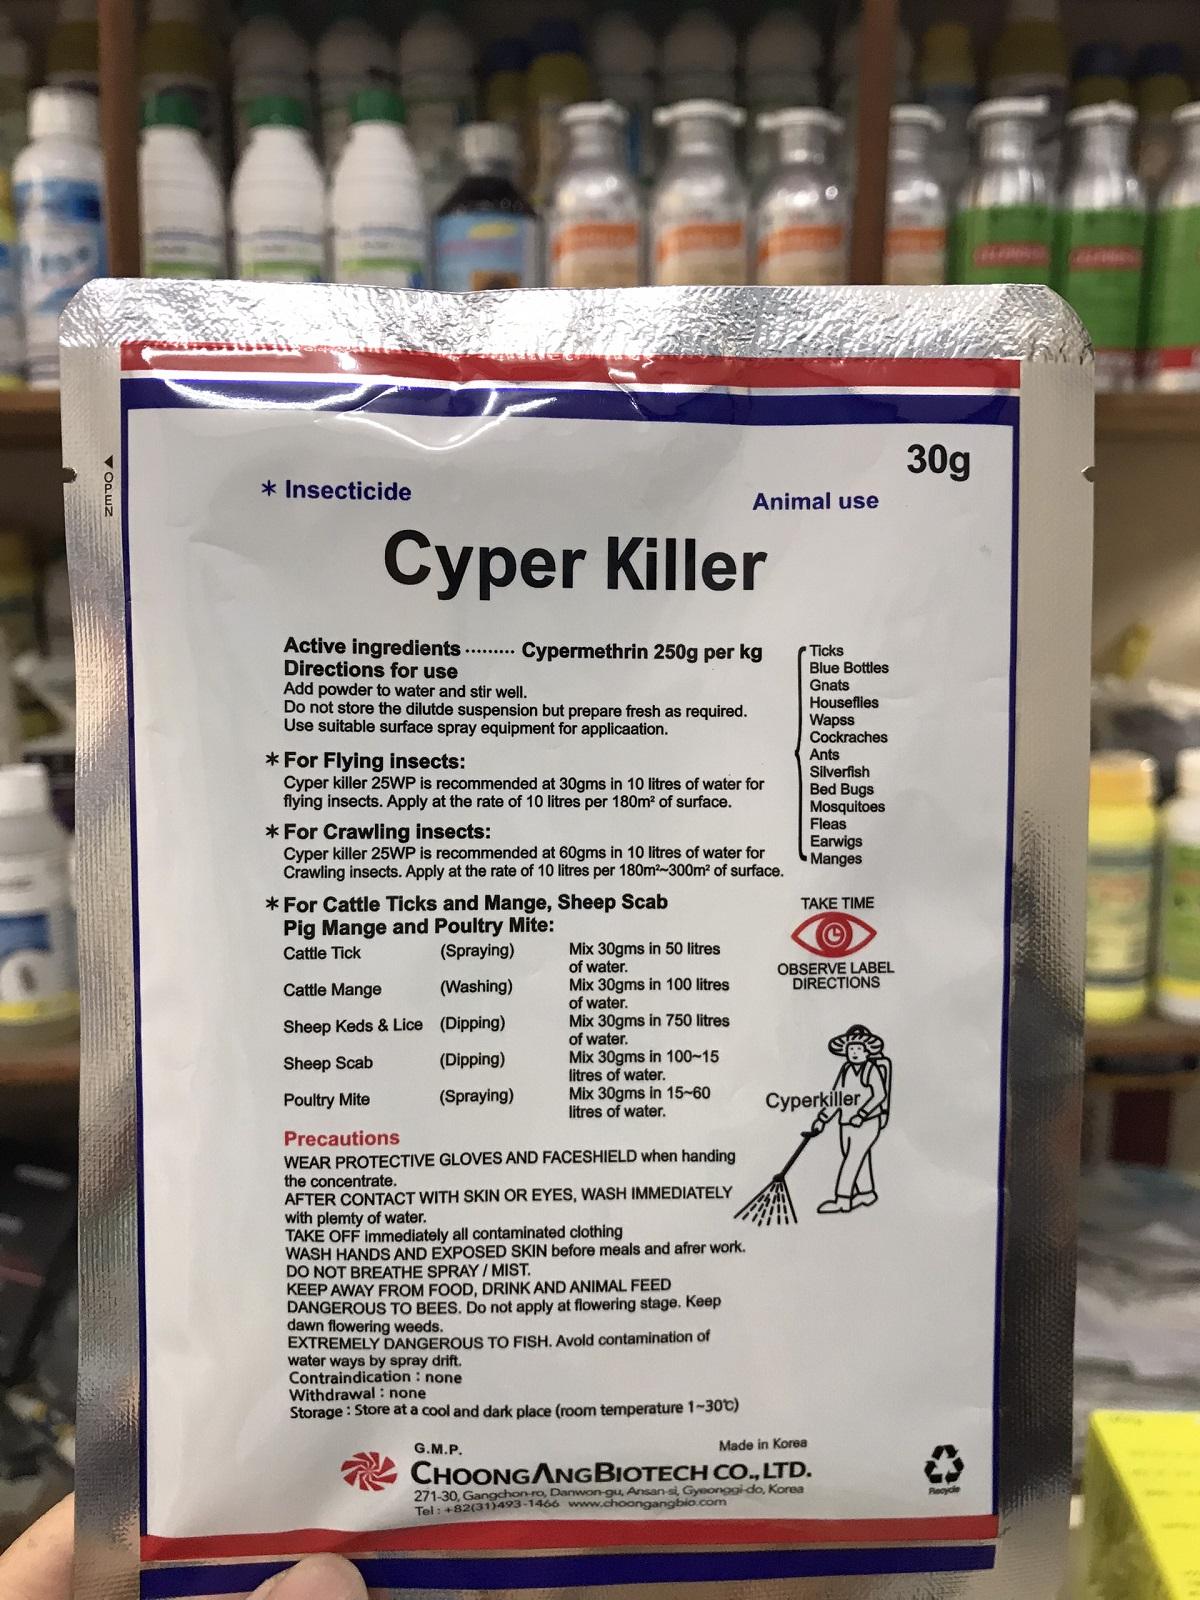 OPEN
30g
* Insecticide
Animal use
Cyper Killer
Active ingredients ········· Cypermethrin 250g per kg
Directions for use
Add powder to water and stir well.
Do not store the dilutde suspension but prepare fresh as required.
Use suitable surface spray equipment for applicaation.
* For Flying insects:
Cyper killer 25WP is recommended at 30gms in 10 litres of water for
flying insects. Apply at the rate of 10 litres per 180m² of surface.
* For Crawling insects:
Cyper killer 25WP is recommended at 60gms in 10 litres of water for
Crawling insects. Apply at the rate of 10 litres per 180m²~300m² of surface.
Ticks
Blue Bottles
Gnats
Houseflies
Wapss
Cockraches
Ants
Silverfish
Bed Bugs
Mosquitoes
Fleas
Earwigs
Manges
* For Cattle Ticks and Mange, Sheep Scab
Pig Mange and Poultry Mite:
Cattle Tick (Spraying) Mix 30gms in 50 litres
of water.
Cattle Mange (Washing) Mix 30gms in 100 litres
of water.
Sheep Keds & Lice (Dipping) Mix 30gms in 750 litres
of water.
Sheep Scab (Dipping) Mix 30gms in 100~15
litres of water.
Poultry Mite (Spraying) Mix 30gms in 15~60
litres of water.
TAKE TIME
OBSERVE LABEL
DIRECTIONS
Cyperkiller
Precautions
WEAR PROTECTIVE GLOVES AND FACESHIELD when handing
the concentrate.
AFTER CONTACT WITH SKIN OR EYES, WASH IMMEDIATELY
with plemty of water.
TAKE OFF immediately all contaminated clothing
WASH HANDS AND EXPOSED SKIN before meals and afrer work.
DO NOT BREATHE SPRAY / MIST.
KEEP AWAY FROM FOOD, DRINK AND ANIMAL FEED
DANGEROUS TO BEES. Do not apply at flowering stage. Keep
dawn flowering weeds.
EXTREMELY DANGEROUS TO FISH. Avoid contamination of
water ways by spray drift.
Contraindication : none
Withdrawal : none
Storage : Store at a cool and dark place (room temperature 1~30℃)
G.M.P.
Made in Korea
CHOONGANGBIOTECH CO., LTD.
271-30, Gangchon-ro, Danwon-gu, Ansan-si, Gyeonggi-do, Korea
Tel : +82(31)493-1466 www.choongangbio.com
Recycle